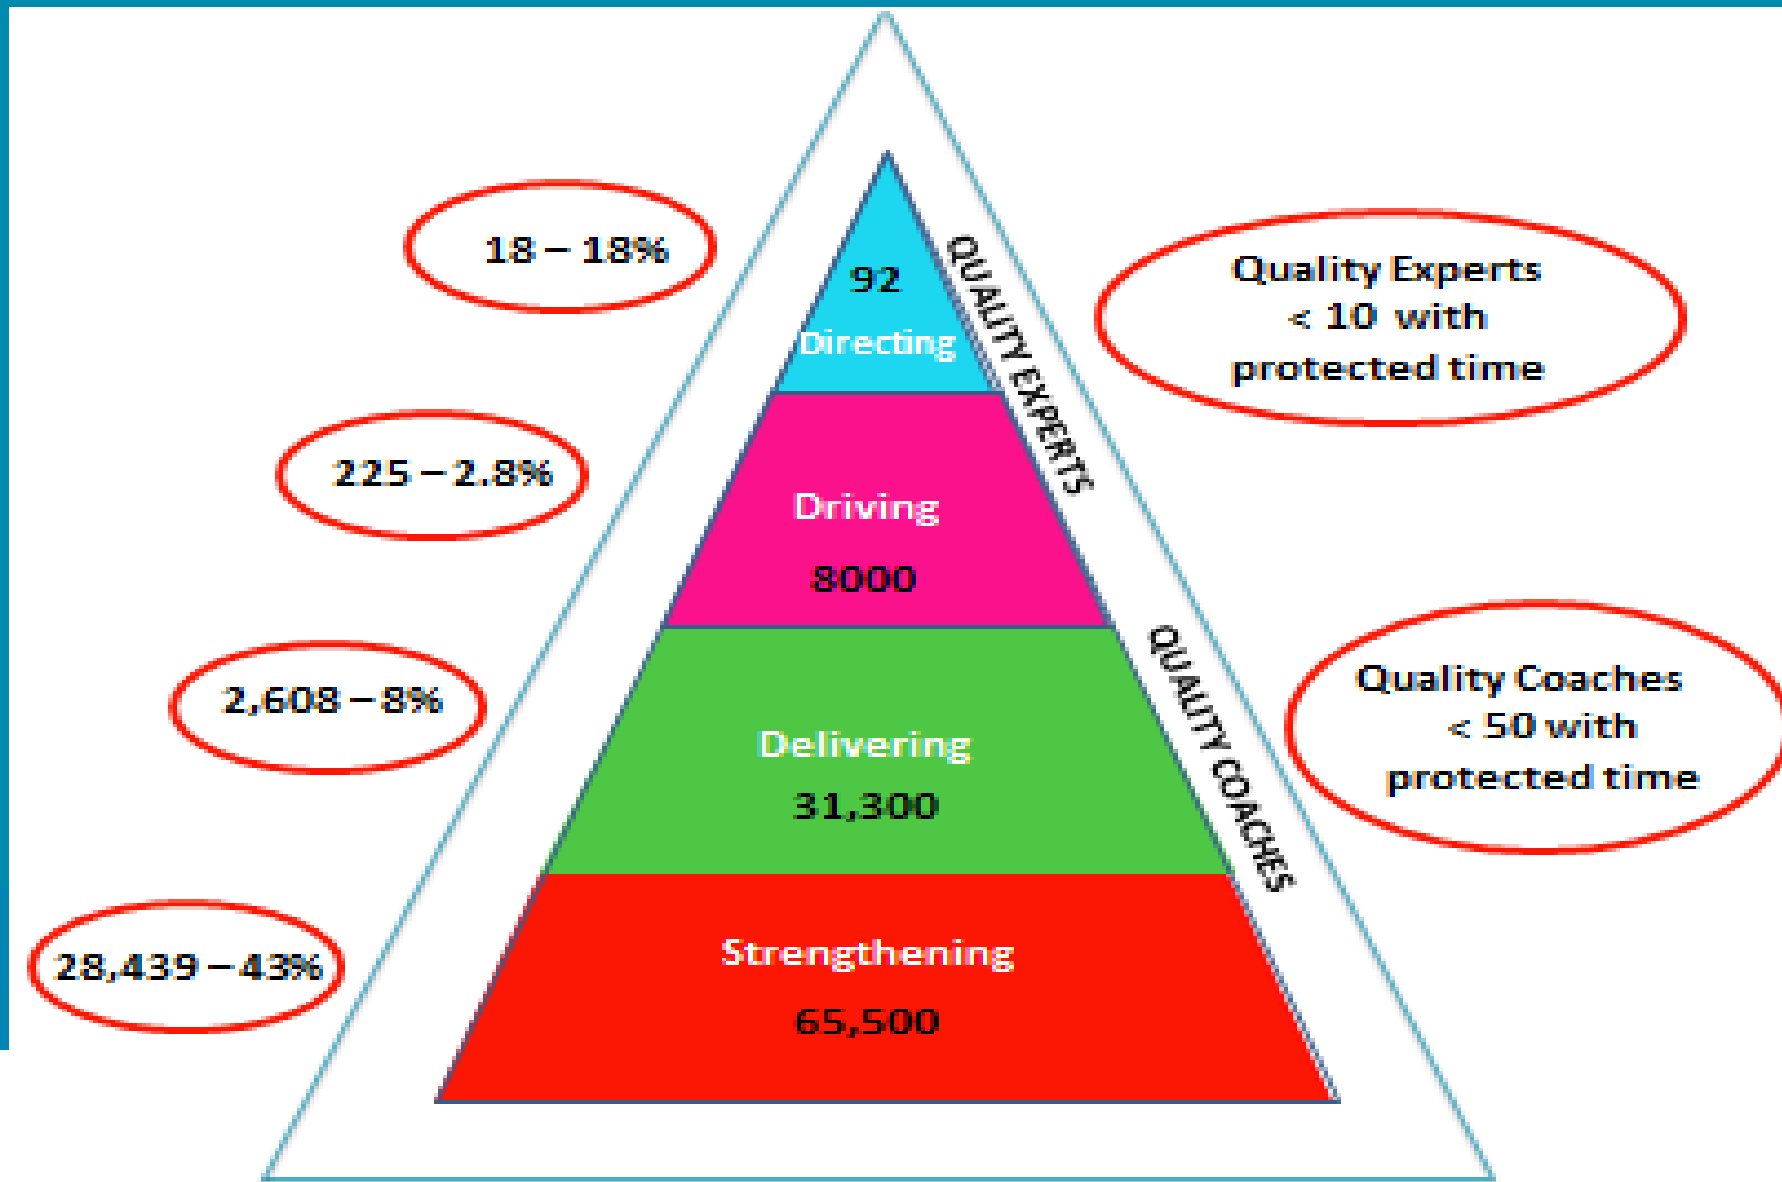 18 – 18%
92
Directing
QUALITY EXPERTS
Quality Experts
< 10 with
protected time
225 – 2.8%
Driving
8000
2,608 – 8%
Delivering
31,300
QUALITY COACHES
Quality Coaches
< 50 with
protected time
28,439 – 43%
Strengthening
65,500